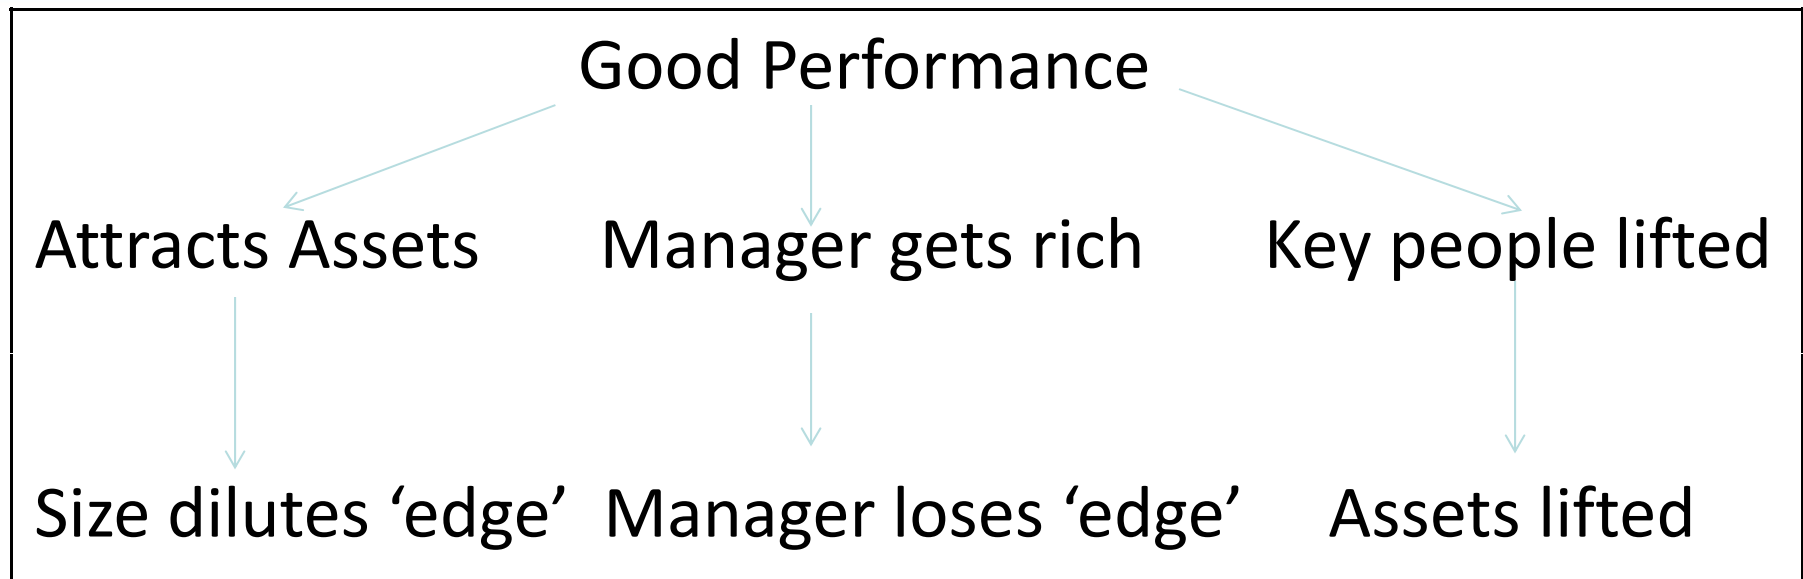 Good Performance
Attracts Assets
Manager gets rich
Key people lifted
Size dilutes ‘edge’
Manager loses ‘edge’
Assets lifted